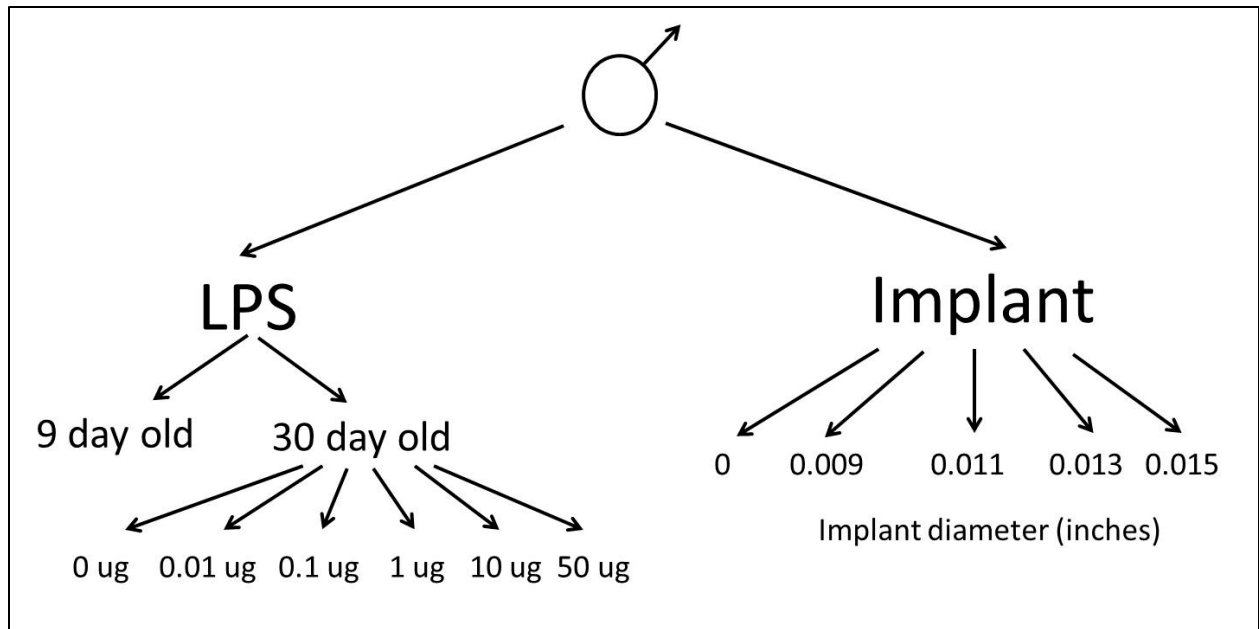 LPS
Implant
9 day old
30 day old
0 ug 0.01 ug 0.1 ug 1 ug 10 ug 50 ug
0 0.009 0.011 0.013 0.015
Implant diameter (inches)